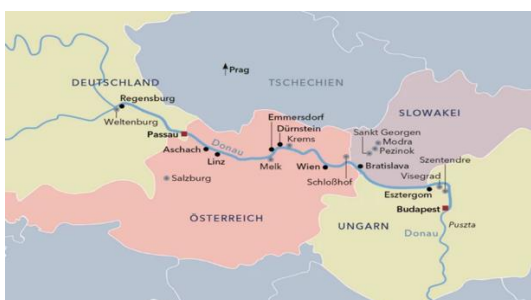 Prag
DEUTSCHLAND
TSCHECHIEN
Regensburg
Weltenburg
Emmersdorf
Dürnstein
Krems
SLOWAKEI
Passau
Donau
Sankt Georgen
Modra
Pezinok
Aschach
Linz
Melk
Wien
Bratislava
Szentendre
Visegrad
Salzburg
Schloßhof
Esztergom
Budapest
ÖSTERREICH
UNGARN
Donau
Puszta